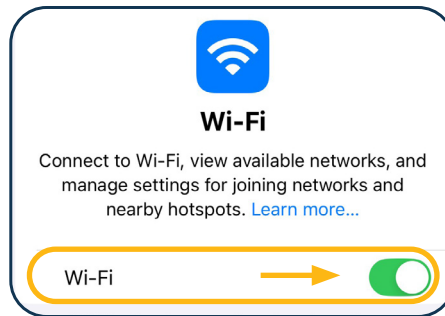 Wi-Fi
Connect to Wi-Fi, view available networks, and
manage settings for joining networks and
nearby hotspots. Learn more...
Wi-Fi